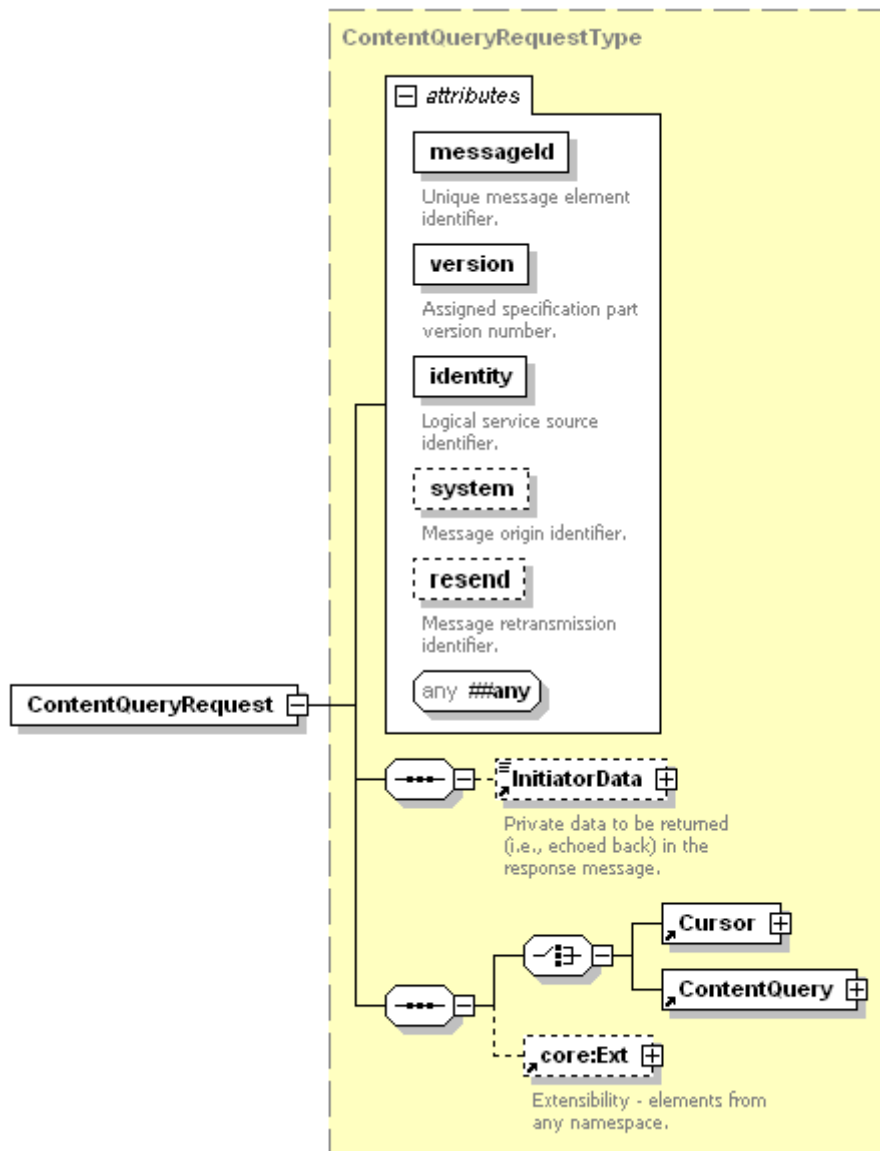 ContentQueryRequestType
attributes
messageId
Unique message element
identifier.
version
Assigned specification part
version number.
identity
Logical service source
identifier.
system
Message origin identifier.
resend
Message retransmission
identifier.
any ##any
ContentQueryRequest
InitiatorData
Private data to be returned
(i.e., echoed back) in the
response message.
Cursor
ContentQuery
core:Ext
Extensibility - elements from
any namespace.